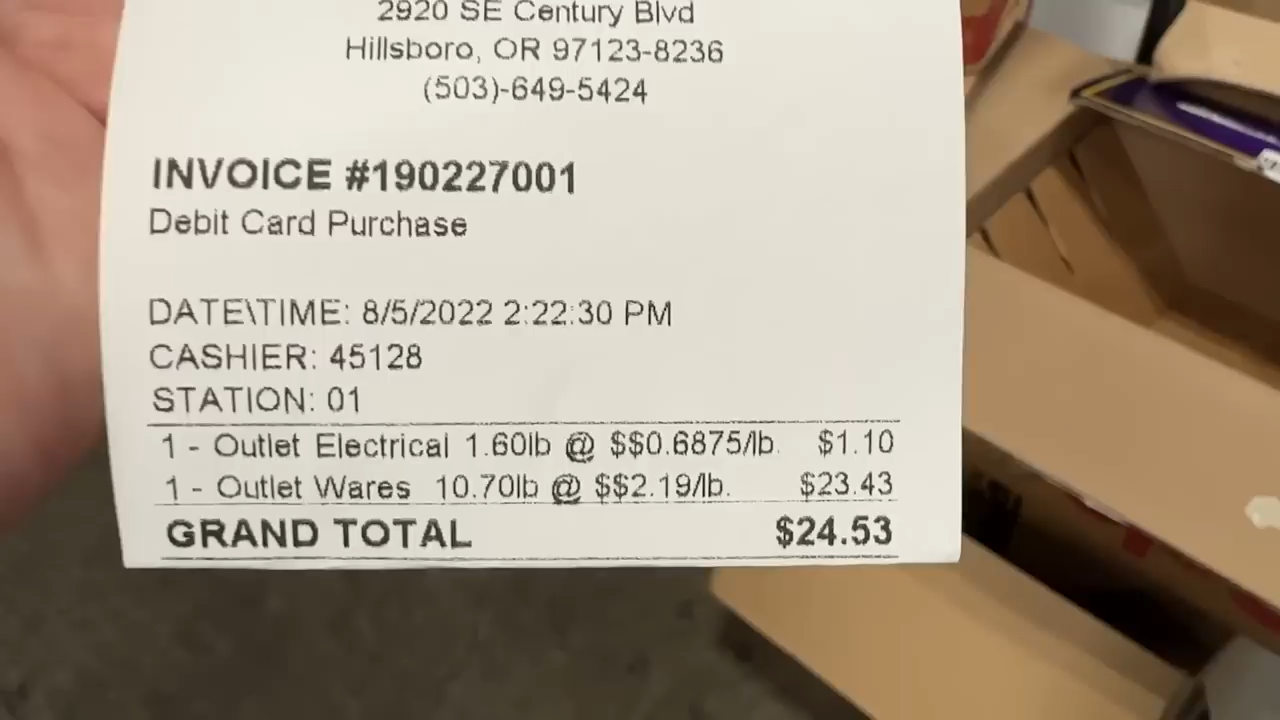 2920 SE Century Blvd
Hillsboro, OR 97123-8236
(503)-649-5424
INVOICE #190227001
Debit Card Purchase
DATE\TIME: 8/5/2022 2:22:30 PM
CASHIER: 45128
STATION: 01
1 - Outlet Electrical 1.60lb @ $$0.6875/lb. $1.10
1 - Outlet Wares 10.70lb @ $$2.19/lb. $23.43
GRAND TOTAL $24.53